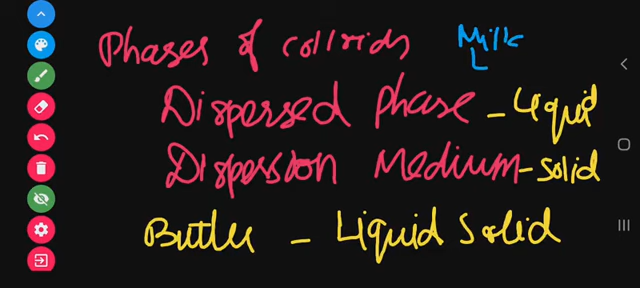 Phases of colloids Milk
L
Dispersed Phase - Liquid
Dispersion Medium - Solid
Butter - Liquid Solid